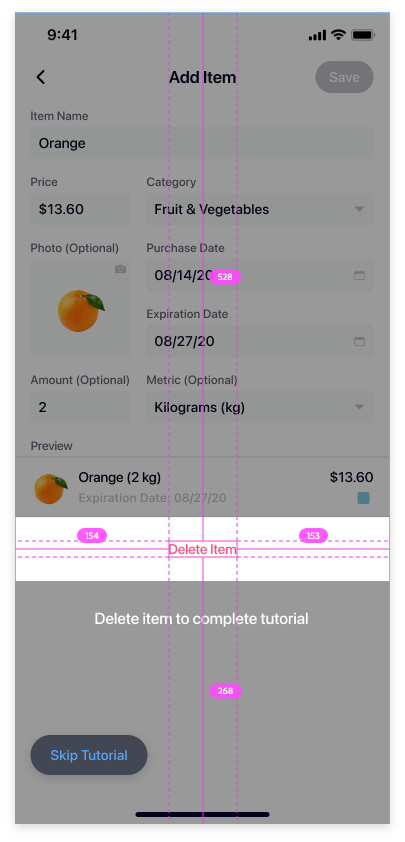 9:41
Add Item
Save
Item Name
Orange
Price
Category
$13.60
Fruit & Vegetables
Photo (Optional)
Purchase Date
08/14/20
528
Expiration Date
08/27/20
Amount (Optional)
Metric (Optional)
2
Kilograms (kg)
Preview
Orange (2 kg)
$13.60
Expiration Date: 08/27/20
154
153
Delete Item
Delete item to complete tutorial
268
Skip Tutorial